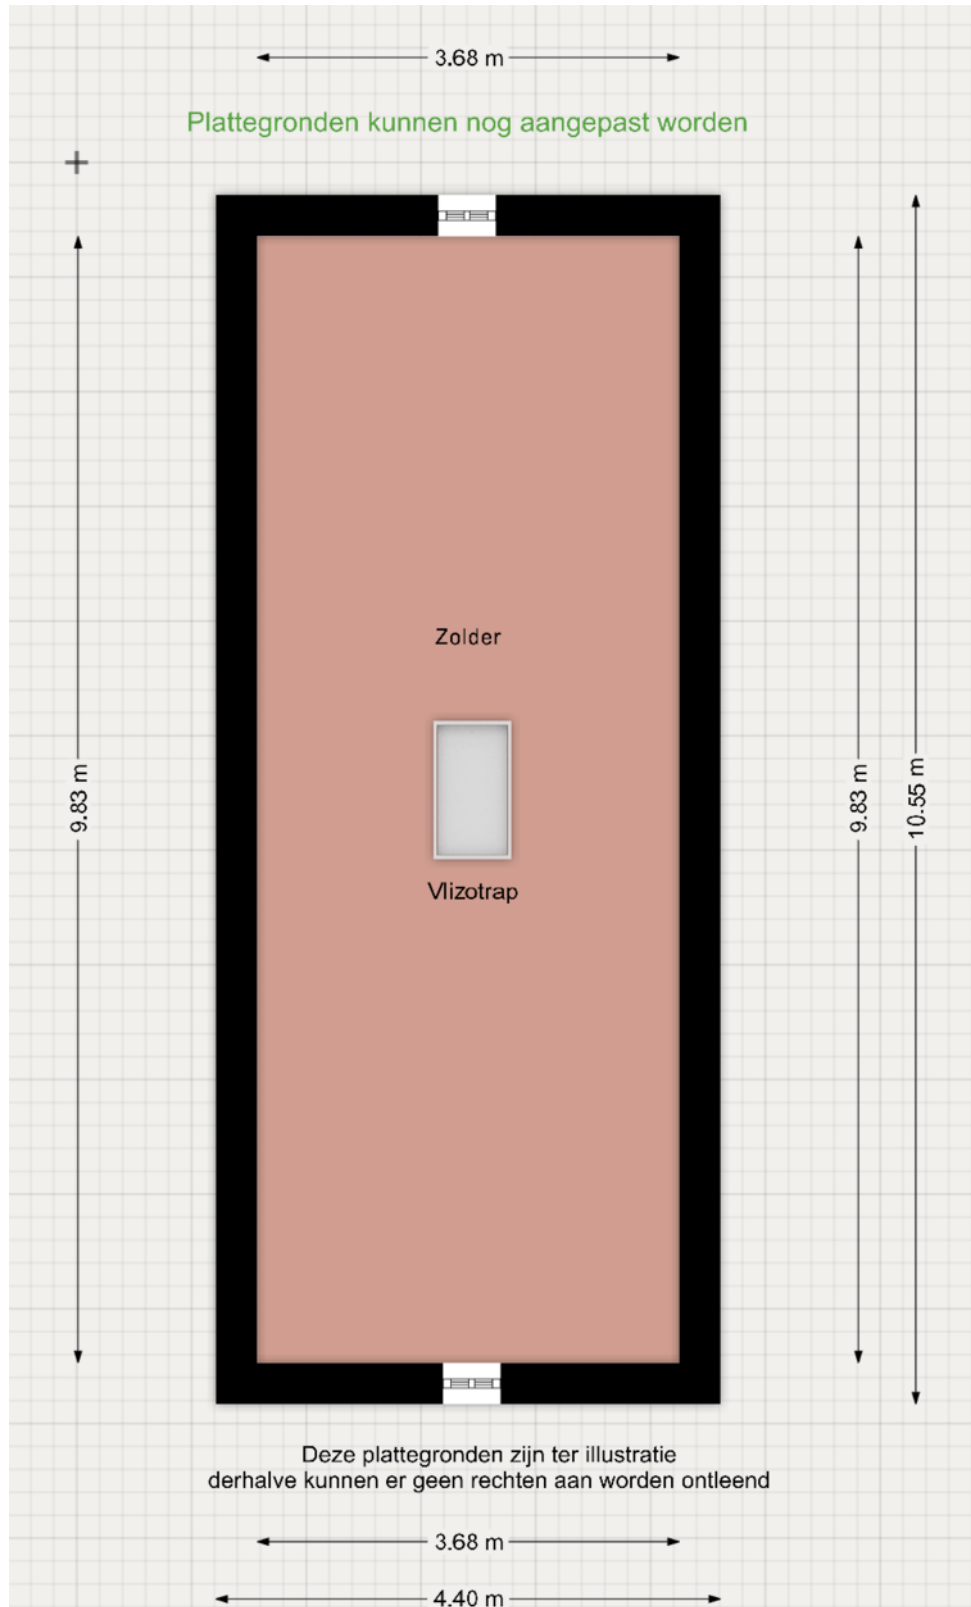 3.68 m
Plattegronden kunnen nog aangepast worden
9.83 m
9.83 m
10.55 m
Zolder
Vlizotrap
Deze plattegronden zijn ter illustratie
derhalve kunnen er geen rechten aan worden ontleend
3.68 m
4.40 m